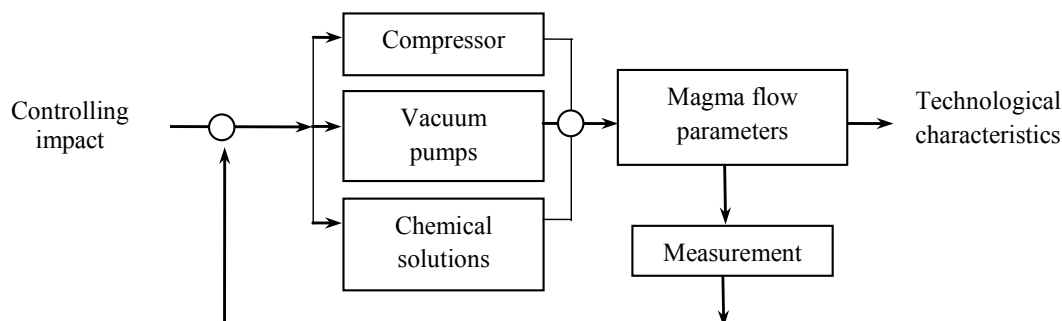 Controlling
impact
Compressor
Vacuum
pumps
Chemical
solutions
Magma flow
parameters
Technological
characteristics
Measurement